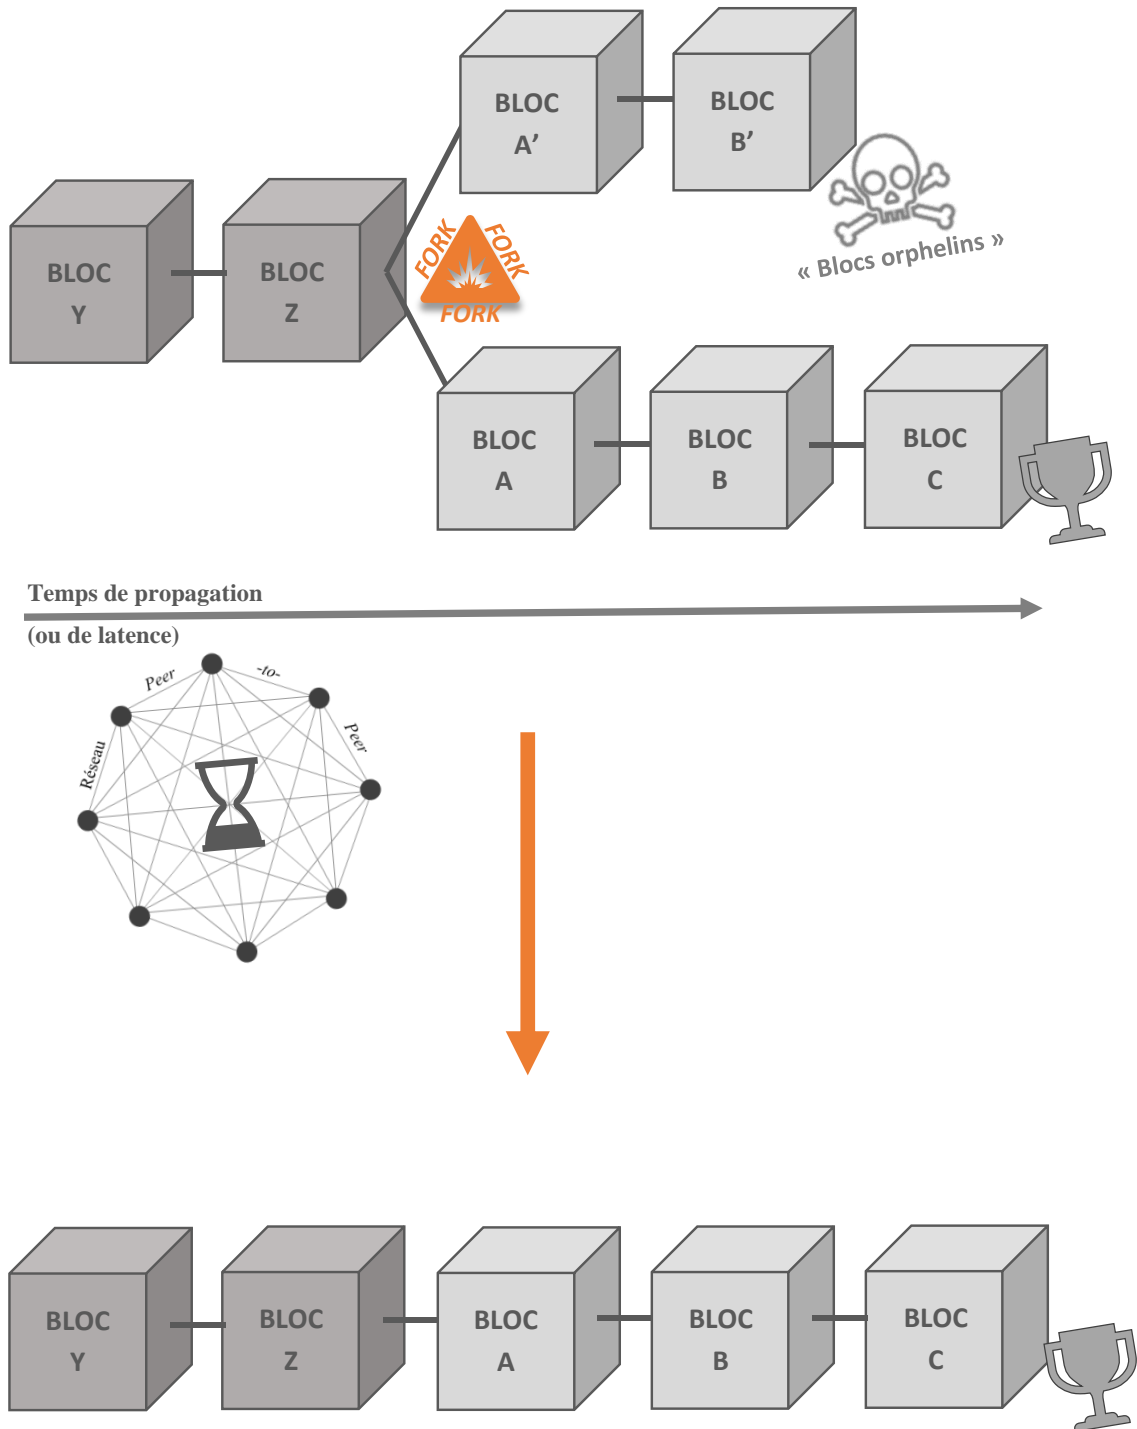 BLOC
A’
BLOC
B’
BLOC
Y
BLOC
Z
FORK
FORK
FORK
« Blocs orphelins »
BLOC
A
BLOC
B
BLOC
C
Temps de propagation
(ou de latence)
Réseau
Peer
-to-
Peer
BLOC
Y
BLOC
Z
BLOC
A
BLOC
B
BLOC
C